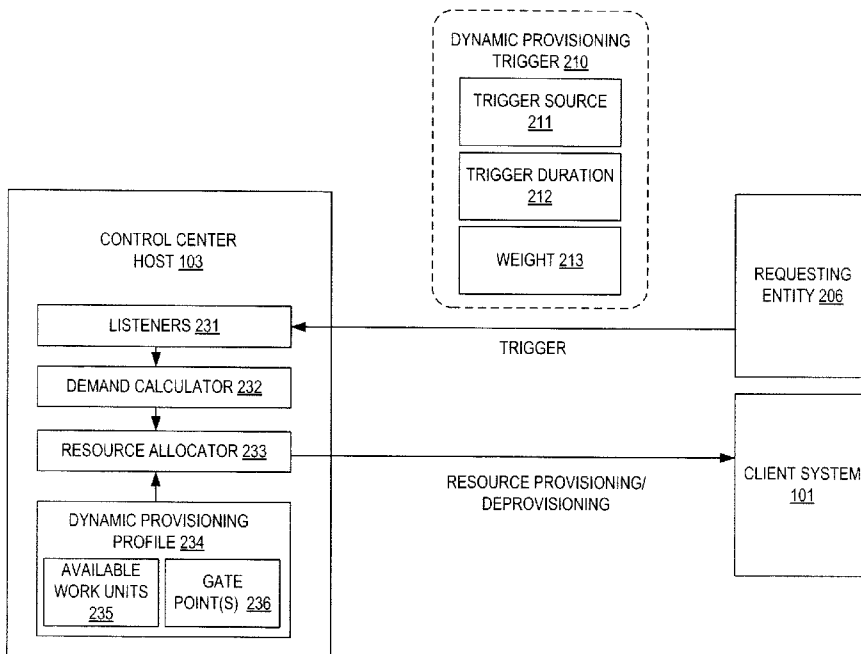 DYNAMIC PROVISIONING
TRIGGER 210
TRIGGER SOURCE
211
TRIGGER DURATION
212
WEIGHT 213
CONTROL CENTER
HOST 103
LISTENERS 231
DEMAND CALCULATOR 232
RESOURCE ALLOCATOR 233
DYNAMIC PROVISIONING
PROFILE 234
AVAILABLE
WORK UNITS
235
GATE
POINT(S) 236
TRIGGER
RESOURCE PROVISIONING/
DEPROVISIONING
REQUESTING
ENTITY 206
CLIENT SYSTEM
101